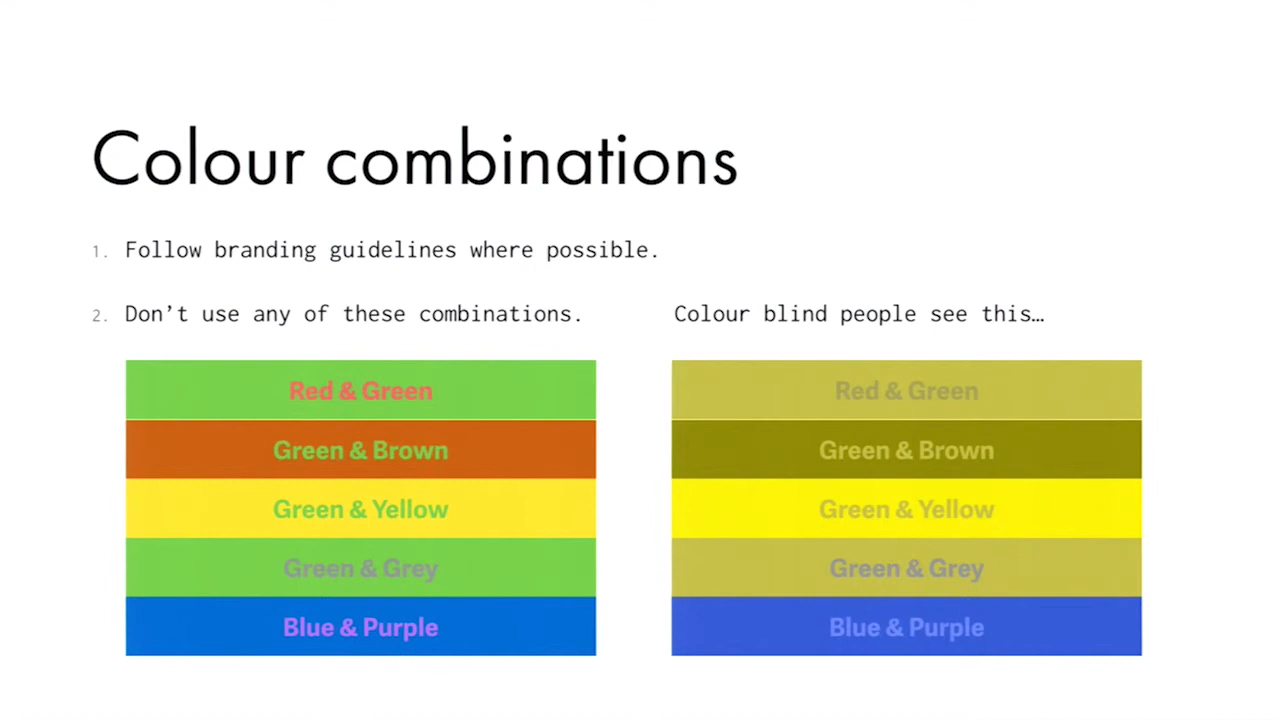 Colour combinations
1. Follow branding guidelines where possible.
2. Don’t use any of these combinations.
Colour blind people see this…
Red & Green
Green & Brown
Green & Yellow
Green & Grey
Blue & Purple
Red & Green
Green & Brown
Green & Yellow
Green & Grey
Blue & Purple